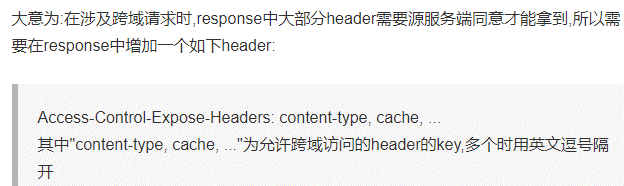 大意为:在涉及跨域请求时,response中大部分header需要源服务端同意才能拿到,所以需
要在response中增加一个如下header:
Access-Control-Expose-Headers: content-type, cache, ...
其中"content-type, cache, ..."为允许跨域访问的header的key,多个时用英文逗号隔
开